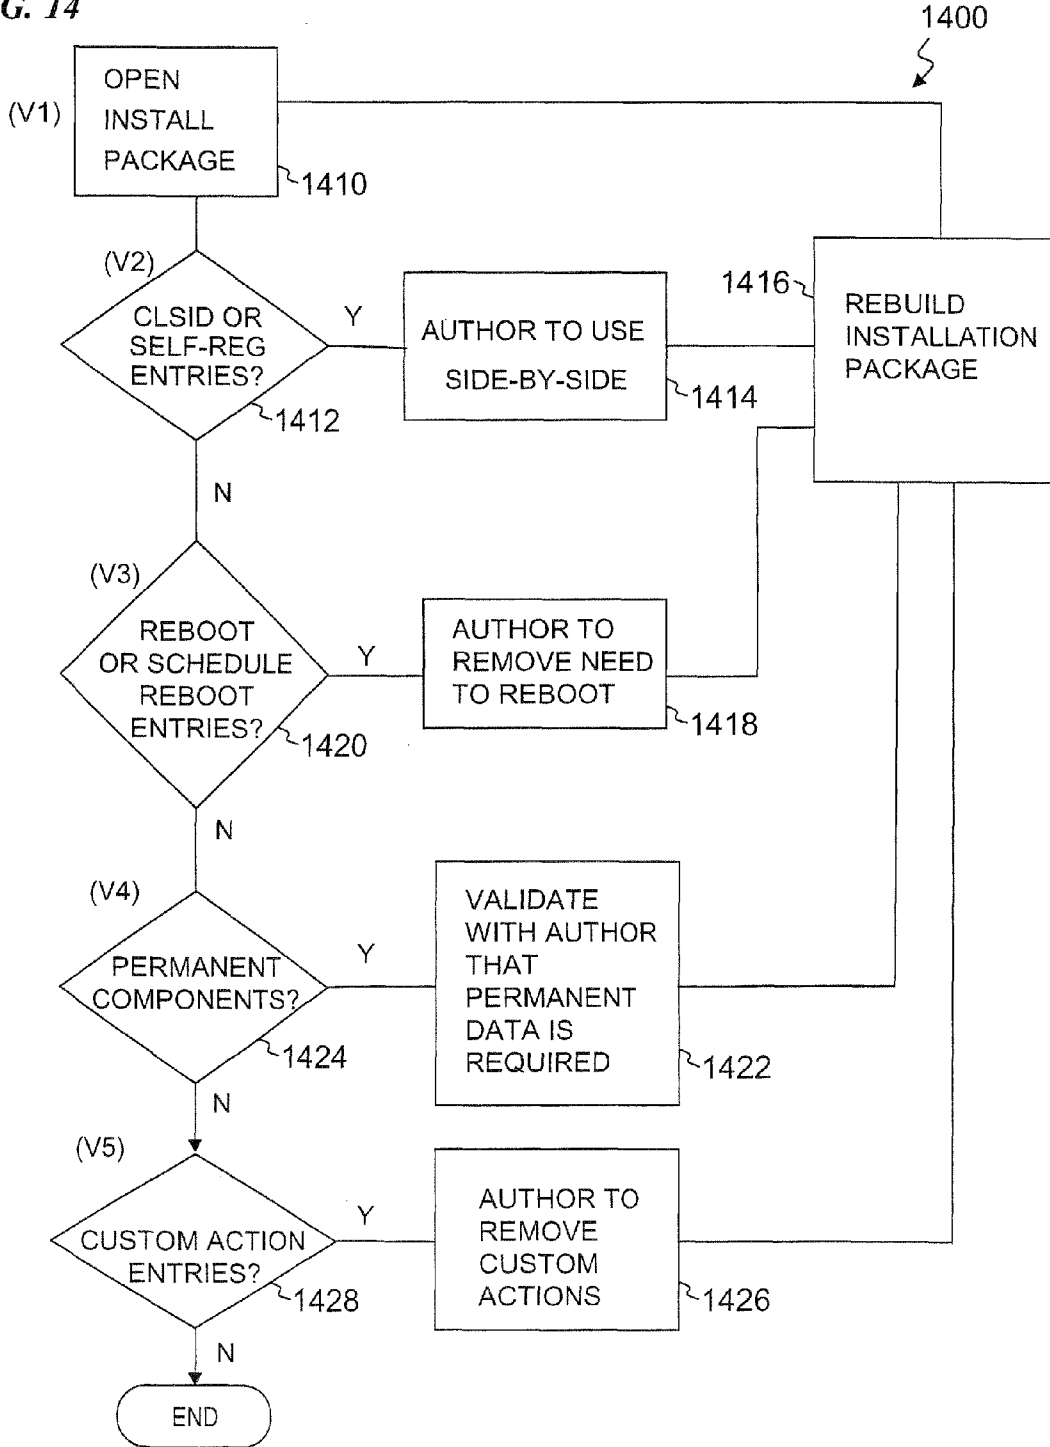 G. 14
1400
(V1)
OPEN
INSTALL
PACKAGE
1410
(V2)
CLSID OR
SELF-REG
ENTRIES?
1412
Y
AUTHOR TO USE
SIDE-BY-SIDE
1414
1416
REBUILD
INSTALLATION
PACKAGE
N
(V3)
REBOOT
OR SCHEDULE
REBOOT
ENTRIES?
1420
Y
AUTHOR TO
REMOVE NEED
TO REBOOT
1418
N
(V4)
PERMANENT
COMPONENTS?
1424
Y
VALIDATE
WITH AUTHOR
THAT
PERMANENT
DATA IS
REQUIRED
1422
N
(V5)
CUSTOM ACTION
ENTRIES?
1428
Y
AUTHOR TO
REMOVE
CUSTOM
ACTIONS
1426
N
END